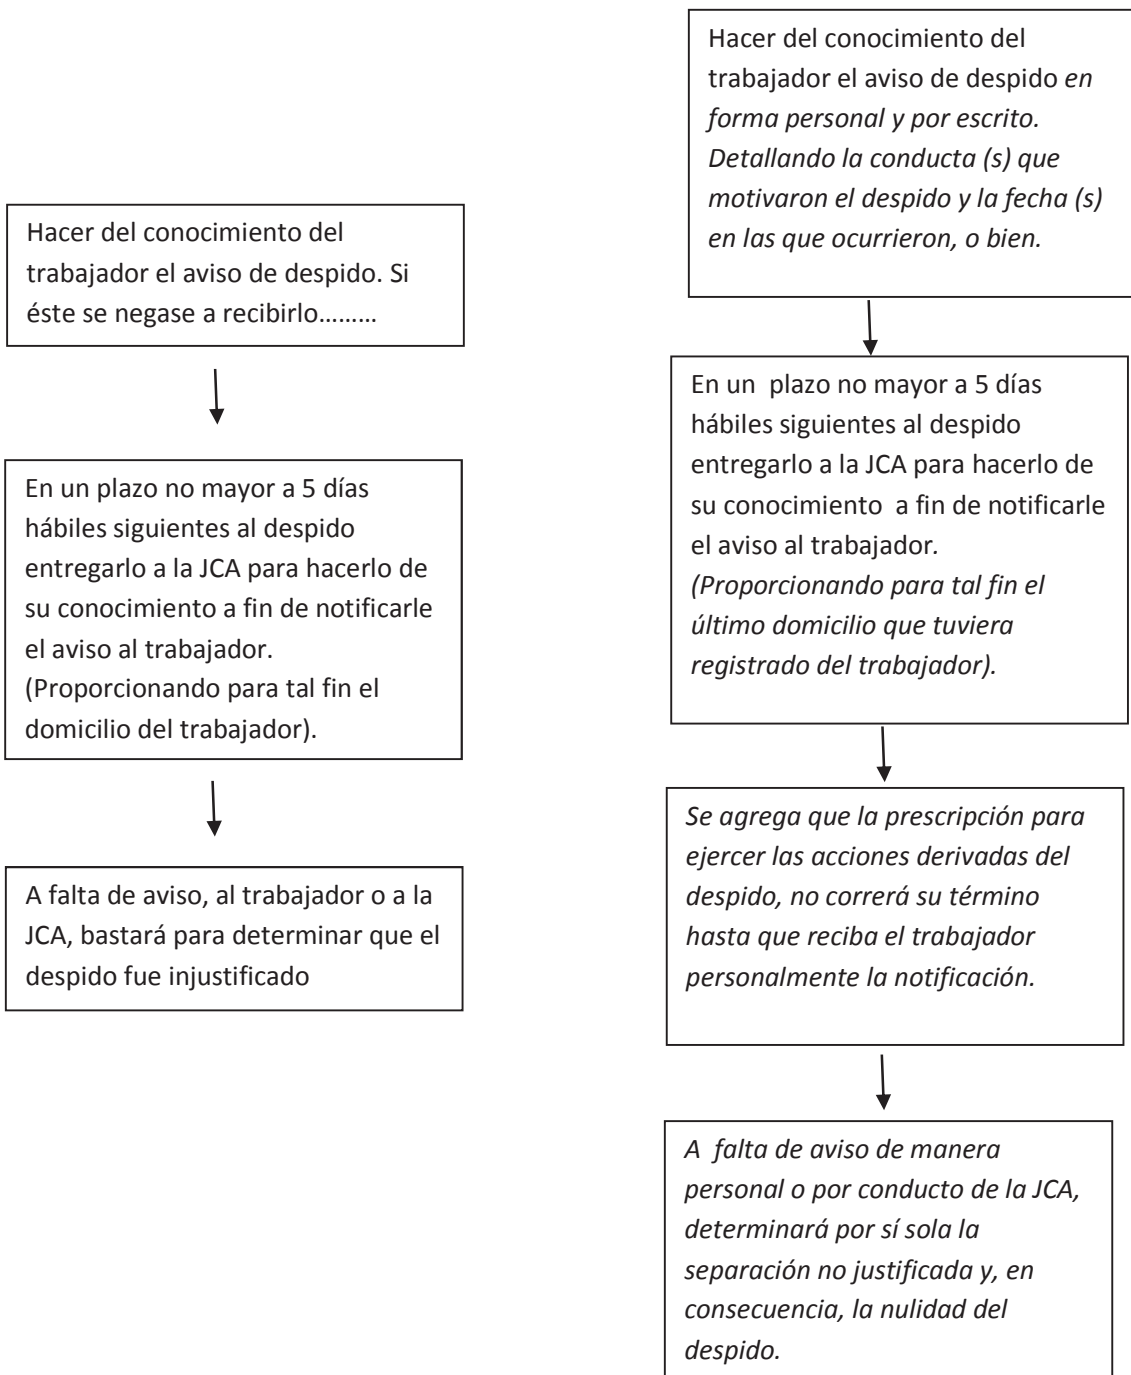 Hacer del conocimiento del
trabajador el aviso de despido. Si
éste se negase a recibirlo.........
En un plazo no mayor a 5 días
hábiles siguientes al despido
entregarlo a la JCA para hacerlo de
su conocimiento a fin de notificarle
el aviso al trabajador.
(Proporcionando para tal fin el
domicilio del trabajador).
A falta de aviso, al trabajador o a la
JCA, bastará para determinar que el
despido fue injustificado
Hacer del conocimiento del
trabajador el aviso de despido en
forma personal y por escrito.
Detallando la conducta (s) que
motivaron el despido y la fecha (s)
en las que ocurrieron, o bien.
En un plazo no mayor a 5 días
hábiles siguientes al despido
entregarlo a la JCA para hacerlo de
su conocimiento a fin de notificarle
el aviso al trabajador.
(Proporcionando para tal fin el
último domicilio que tuviera
registrado del trabajador).
Se agrega que la prescripción para
ejercer las acciones derivadas del
despido, no correrá su término
hasta que reciba el trabajador
personalmente la notificación.
A falta de aviso de manera
personal o por conducto de la JCA,
determinará por sí sola la
separación no justificada y, en
consecuencia, la nulidad del
despido.